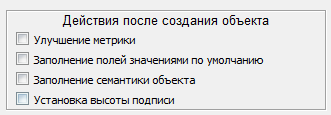 Действия после создания объекта
Улучшение метрики
Заполнение полей значениями по умолчанию
Заполнение семантики объекта
Установка высоты подписи